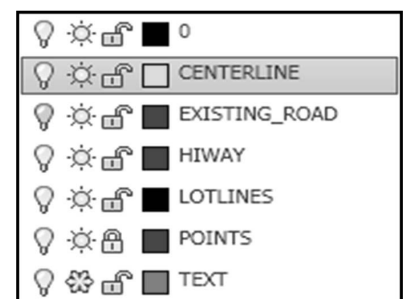 0
CENTERLINE
EXISTING_ROAD
HIWAY
LOTLINES
POINTS
TEXT